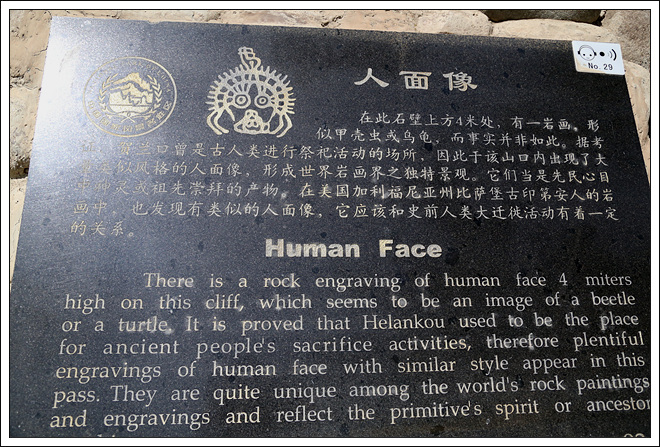 No. 29
人面像
在此石壁上方4米处，有一岩画。形
似甲壳虫或乌龟，而事实并非如此。据考
兰口曾是古人类进行祭祀活动的场所，因此于该山口内出现了大
似风格的人面像，形成世界岩画界之独特景观。它们当是先民心目
中神灵或祖先崇拜的产物。在美国加利福尼亚州比萨堡古印第安人的岩
画中，也发现有类似的人面像，它应该和史前人类大迁徙活动有着一定
的关系。
Human Face
There is a rock engraving of human face 4 miters
high on this cliff, which seems to be an image of a beetle
or a turtle. It is proved that Helankou used to be the place
for ancient people's sacrifice activities, therefore plentiful
engravings of human face with similar style appear in this
pass. They are quite unique among the world's rock paintings
and engravings and reflect the primitive's spirit or ancestor